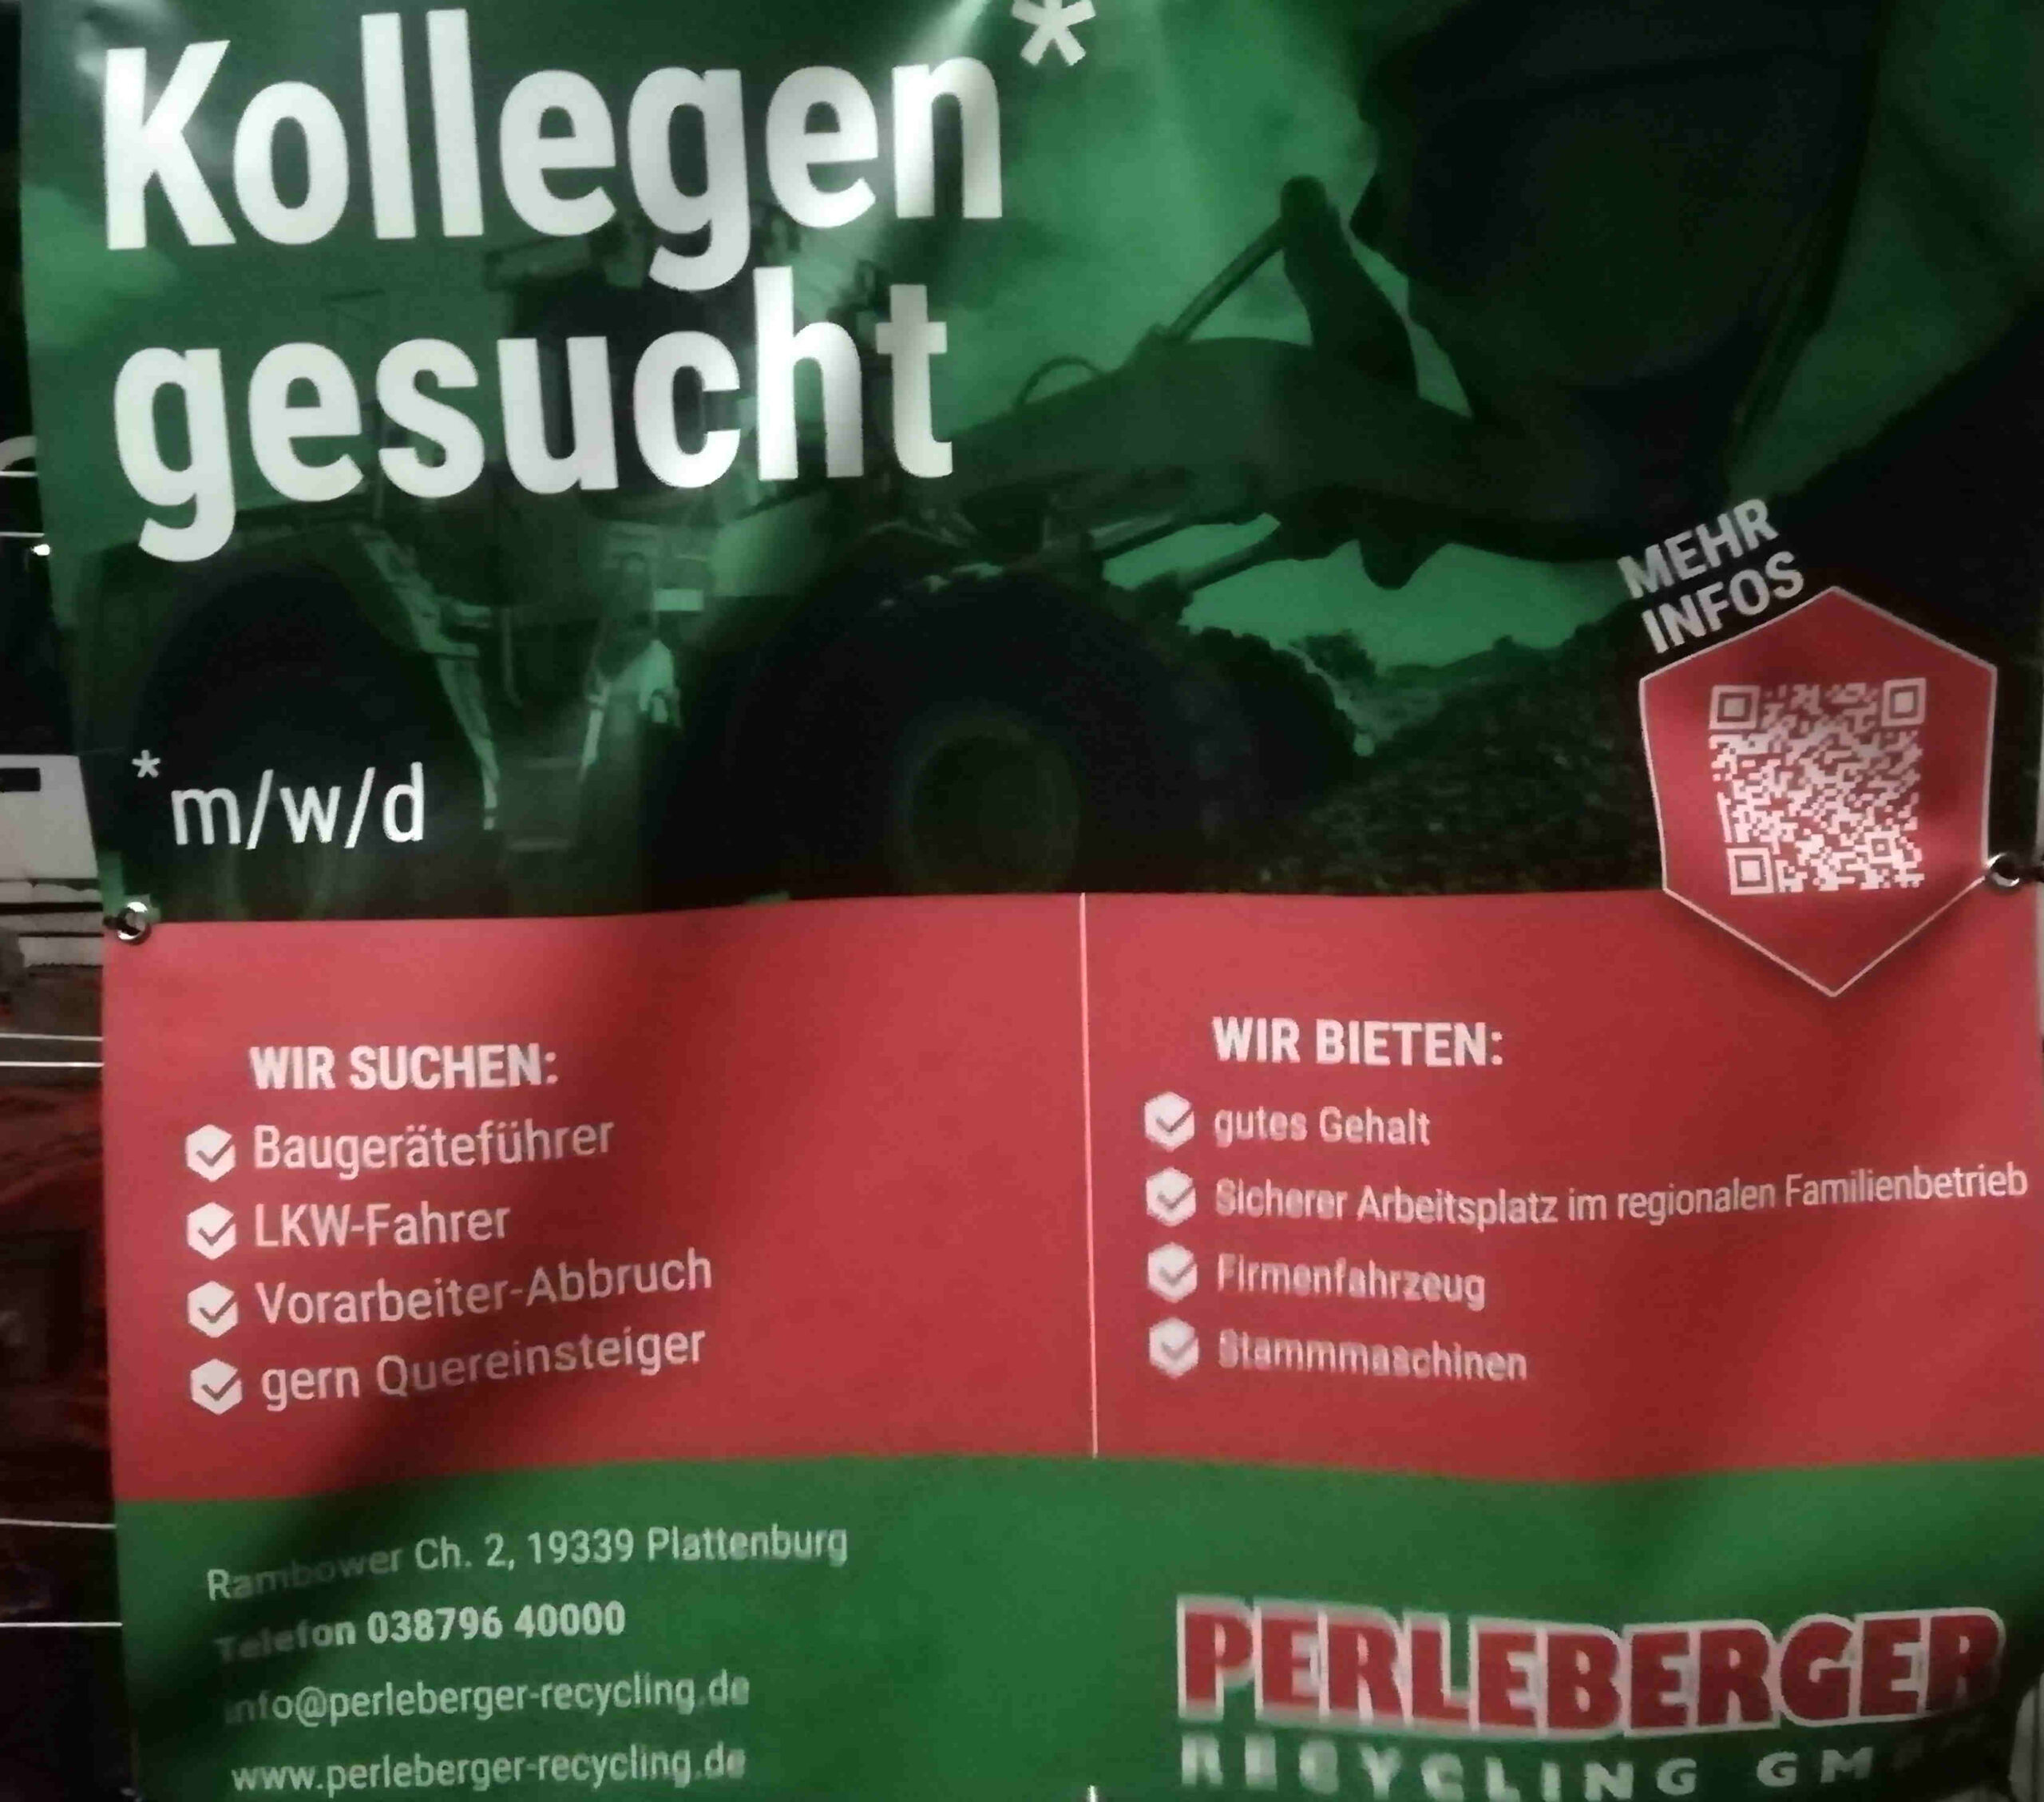 Kollegen*
gesucht
*m/w/d
MEHR
INFOS
WIR SUCHEN:
Baugeräteführer
LKW-Fahrer
Vorarbeiter-Abbruch
gern Quereinsteiger
WIR BIETEN:
gutes Gehalt
Sicherer Arbeitsplatz im regionalen Familienbetrieb
Firmenfahrzeug
Stammmaschinen
Rambower Ch. 2, 19339 Plattenburg
Telefon 038796 40000
info@perleberger-recycling.de
www.perleberger-recycling.de
PERLEBERGER
RECYCLING GM